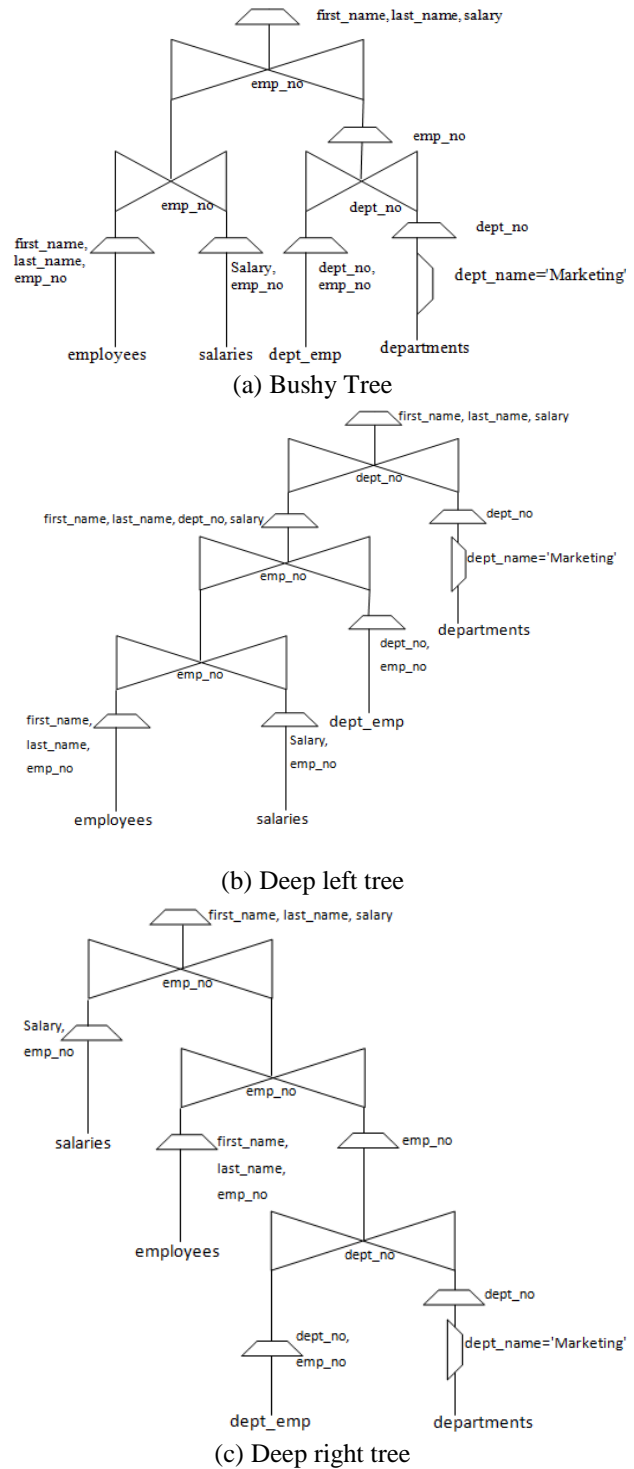 first_name, last_name, salary
emp_no
emp_no
emp_no
dept_no
first_name,
last_name,
emp_no
Salary,
emp_no
dept_no,
emp_no
dept_no
dept_name='Marketing'
employees
salaries
dept_emp
departments
(a) Bushy Tree
first_name, last_name, salary
dept_no
first_name, last_name, dept_no, salary
dept_no
emp_no
dept_name='Marketing'
departments
emp_no
dept_no,
emp_no
first_name,
last_name,
emp_no
Salary,
emp_no
dept_emp
employees
salaries
(b) Deep left tree
first_name, last_name, salary
emp_no
Salary,
emp_no
emp_no
salaries
first_name,
last_name,
emp_no
emp_no
employees
dept_no
dept_no
dept_no,
emp_no
dept_name='Marketing'
dept_emp
departments
(c) Deep right tree